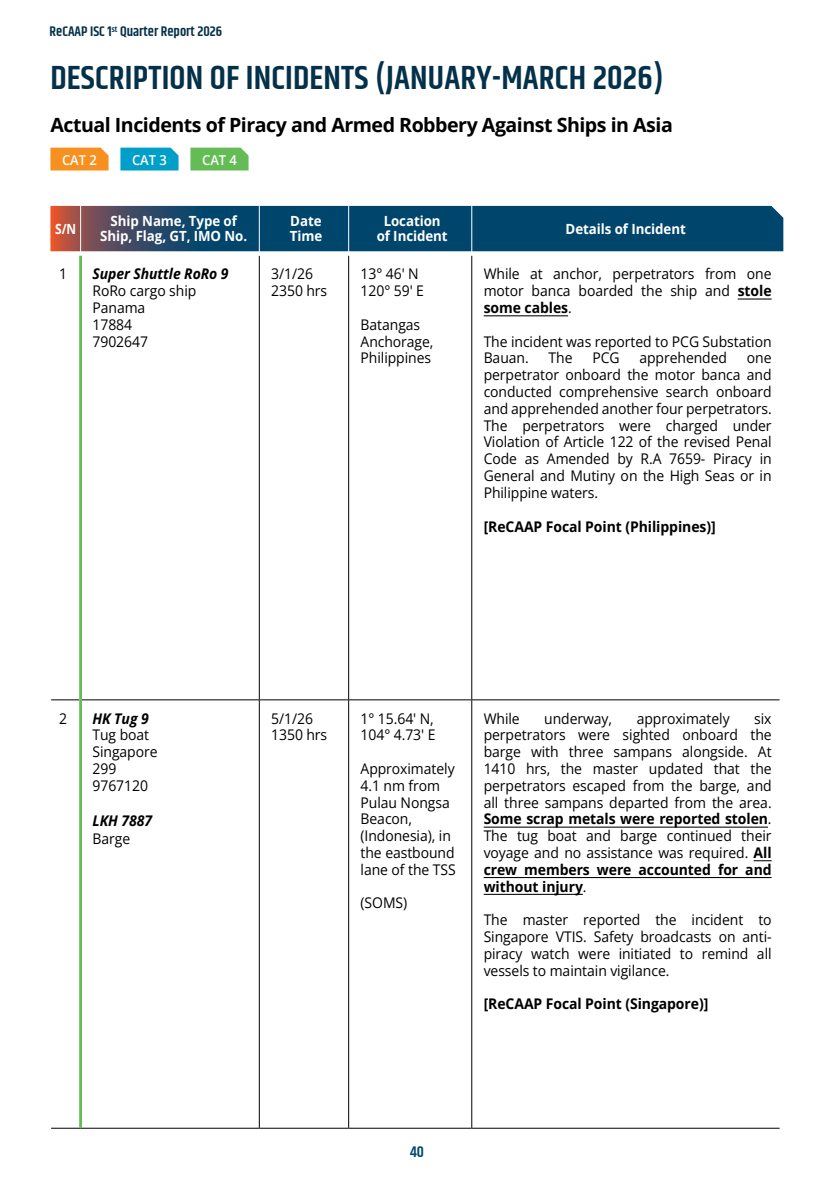 ReCAAP ISC 1st Quarter Report 2026
DESCRIPTION OF INCIDENTS (JANUARY-MARCH 2026)
Actual Incidents of Piracy and Armed Robbery Against Ships in Asia
CAT 2 CAT 3 CAT 4
S/N
Ship Name, Type of
Ship, Flag, GT, IMO No.
Date
Time
Location
of Incident
Details of Incident
1
Super Shuttle RoRo 9
RoRo cargo ship
Panama
17884
7902647
3/1/26
2350 hrs
13° 46' N
120° 59' E
Batangas
Anchorage,
Philippines
While at anchor, perpetrators from one
motor banca boarded the ship and stole
some cables.
The incident was reported to PCG Substation
Bauan. The PCG apprehended one
perpetrator onboard the motor banca and
conducted comprehensive search onboard
and apprehended another four perpetrators.
The perpetrators were charged under
Violation of Article 122 of the revised Penal
Code as Amended by R.A 7659- Piracy in
General and Mutiny on the High Seas or in
Philippine waters.
[ReCAAP Focal Point (Philippines)]
2
HK Tug 9
Tug boat
Singapore
299
9767120
LKH 7887
Barge
5/1/26
1350 hrs
1° 15.64' N,
104° 4.73' E
Approximately
4.1 nm from
Pulau Nongsa
Beacon,
(Indonesia), in
the eastbound
lane of the TSS
(SOMS)
While underway, approximately six
perpetrators were sighted onboard the
barge with three sampans alongside. At
1410 hrs, the master updated that the
perpetrators escaped from the barge, and
all three sampans departed from the area.
Some scrap metals were reported stolen.
The tug boat and barge continued their
voyage and no assistance was required. All
crew members were accounted for and
without injury.
The master reported the incident to
Singapore VTIS. Safety broadcasts on anti-
piracy watch were initiated to remind all
vessels to maintain vigilance.
[ReCAAP Focal Point (Singapore)]
40